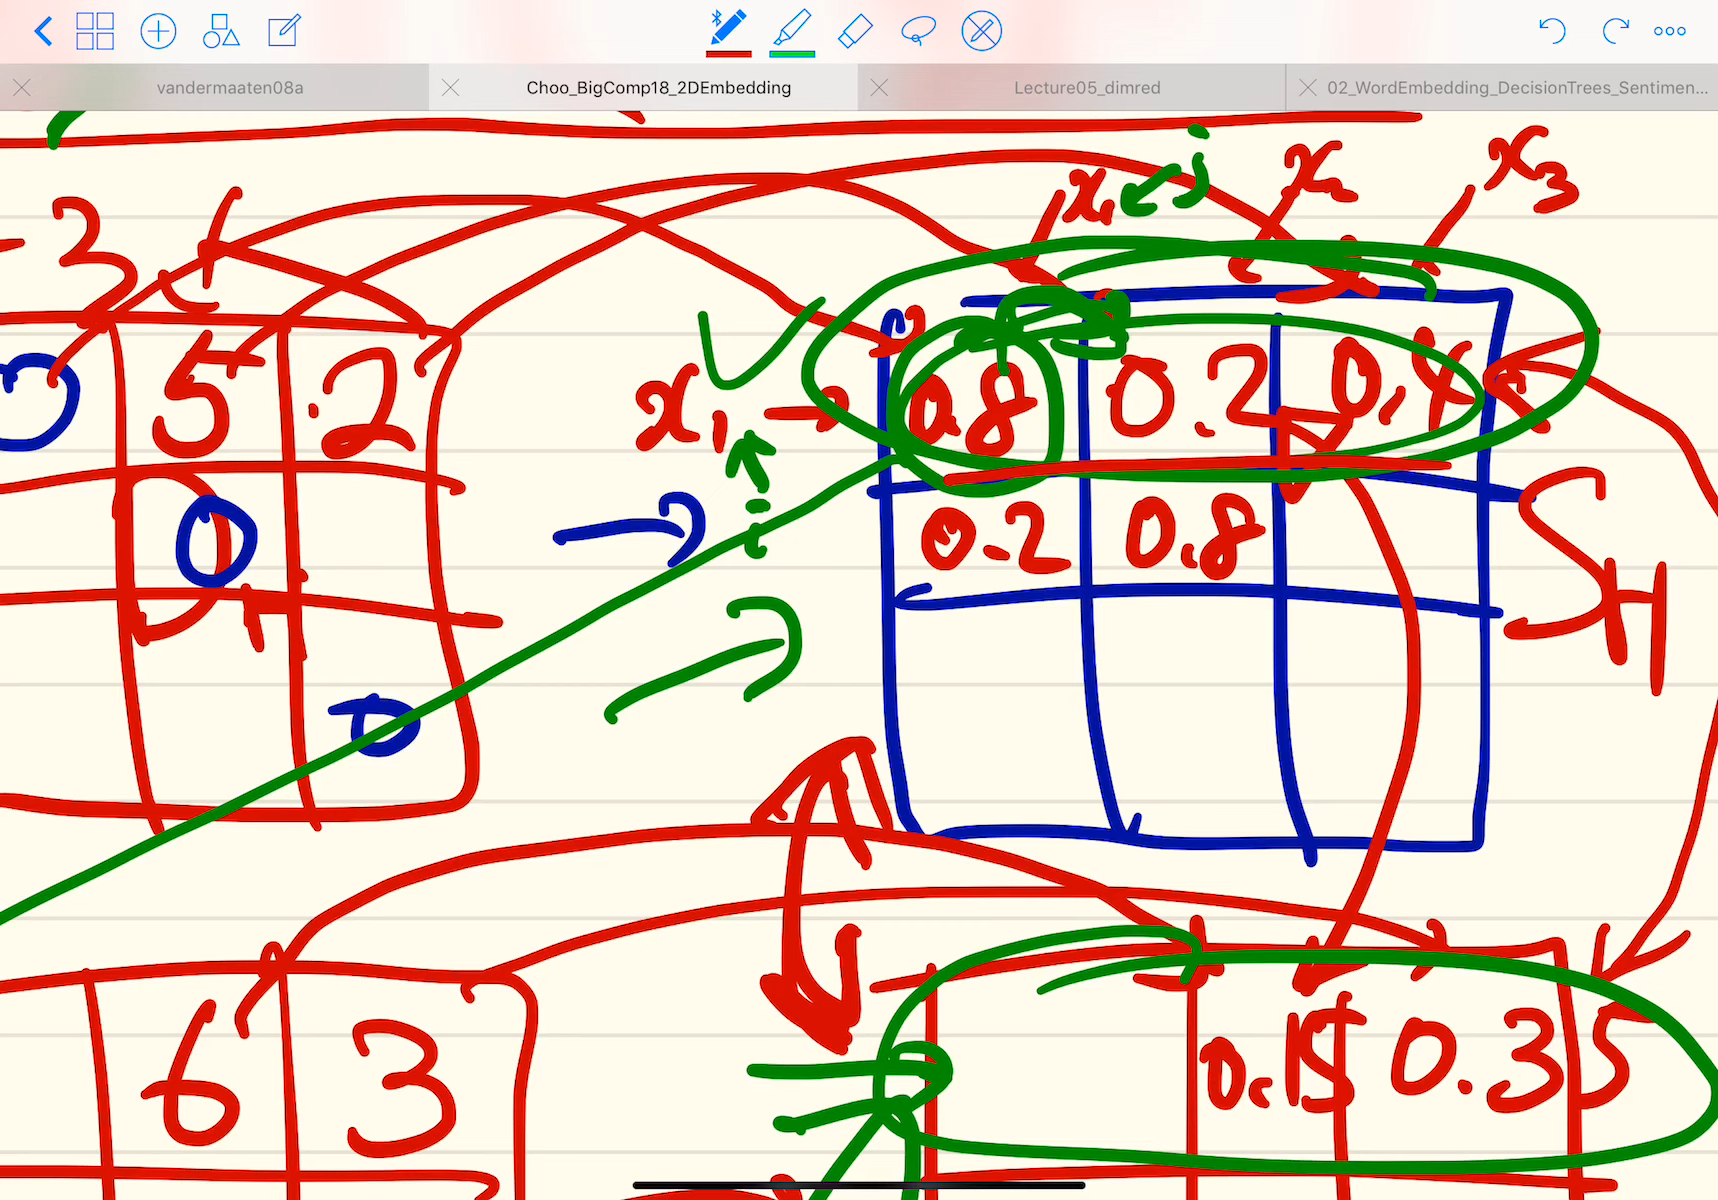 vandermaaten08a Choo_BigComp18_2DEmbedding Lecture05_dimred 02_WordEmbedding_DecisionTrees_Sentimen...
x₁ j x₂ x₃
3
0 5 2 x₁ → 0.8 0.2 0.4
0 i 0.2 0.8
0
6 3 0.15 0.35